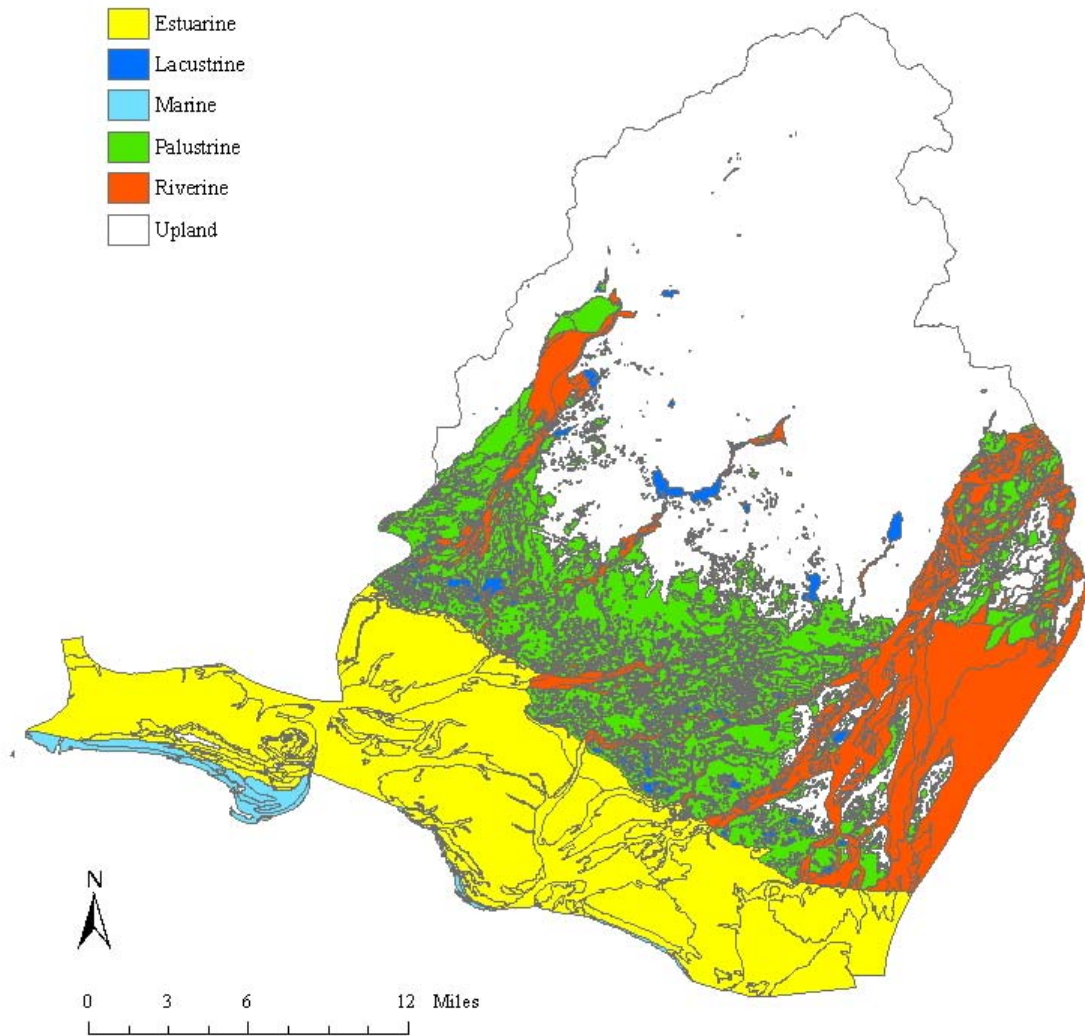 Estuarine
Lacustrine
Marine
Palustrine
Riverine
Upland
N
0 3 6 12 Miles